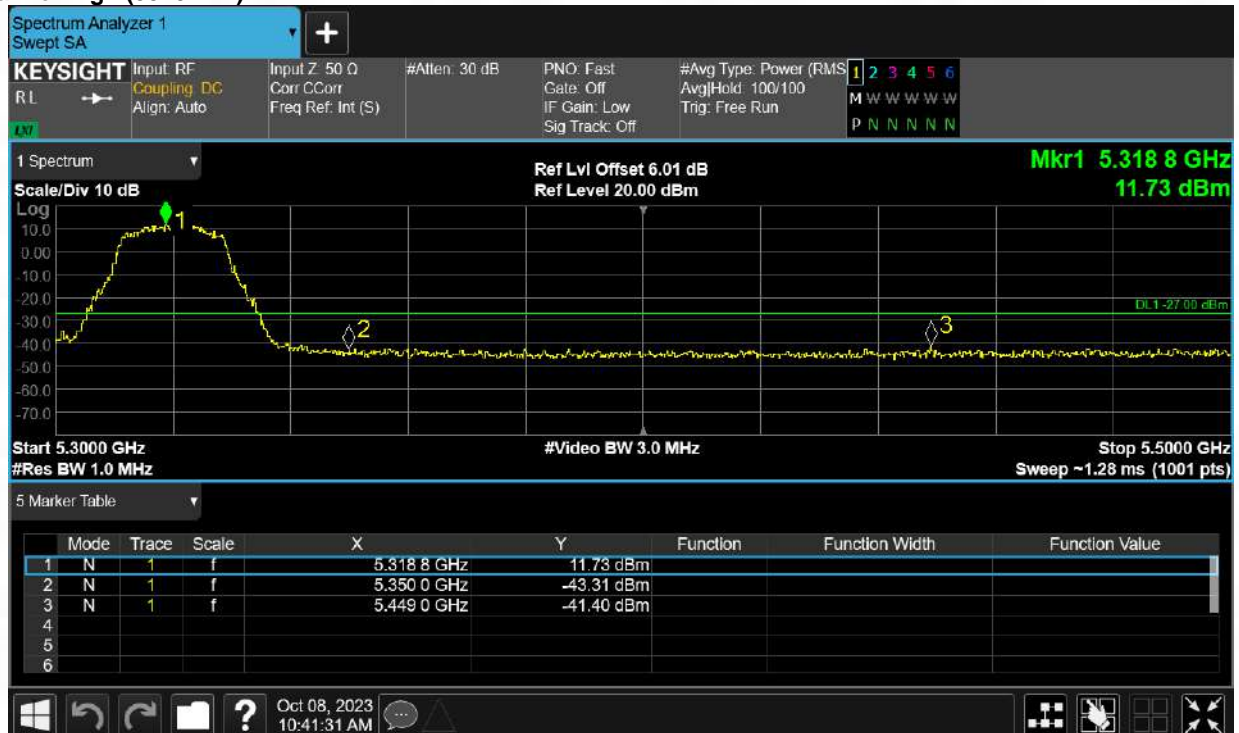 Spectrum Analyzer 1
Swept SA
+
KEYSIGHT Input: RF Input Z: 50 Ω #Atten: 30 dB PNO: Fast #Avg Type: Power (RMS 1 2 3 4 5 6
RL Coupling: DC Corr CCorr Gate: Off Avg|Hold: 100/100 M W W W W W
Align: Auto Freq Ref: Int (S) IF Gain: Low Trig: Free Run
LXI Sig Track: Off P N N N N N
1 Spectrum Ref Lvl Offset 6.01 dB Mkr1 5.318 8 GHz
Scale/Div 10 dB Ref Level 20.00 dBm 11.73 dBm
Log
1
10.0
0.00
-10.0
-20.0
DL1 -27.00 dBm
-30.0
2 3
-40.0
-50.0
-60.0
-70.0
Start 5.3000 GHz #Video BW 3.0 MHz Stop 5.5000 GHz
#Res BW 1.0 MHz Sweep ~1.28 ms (1001 pts)
5 Marker Table
Mode Trace Scale X Y Function Function Width Function Value
1 N 1 f 5.318 8 GHz 11.73 dBm
2 N 1 f 5.350 0 GHz -43.31 dBm
3 N 1 f 5.449 0 GHz -41.40 dBm
4
5
6
? Oct 08, 2023
10:41:31 AM